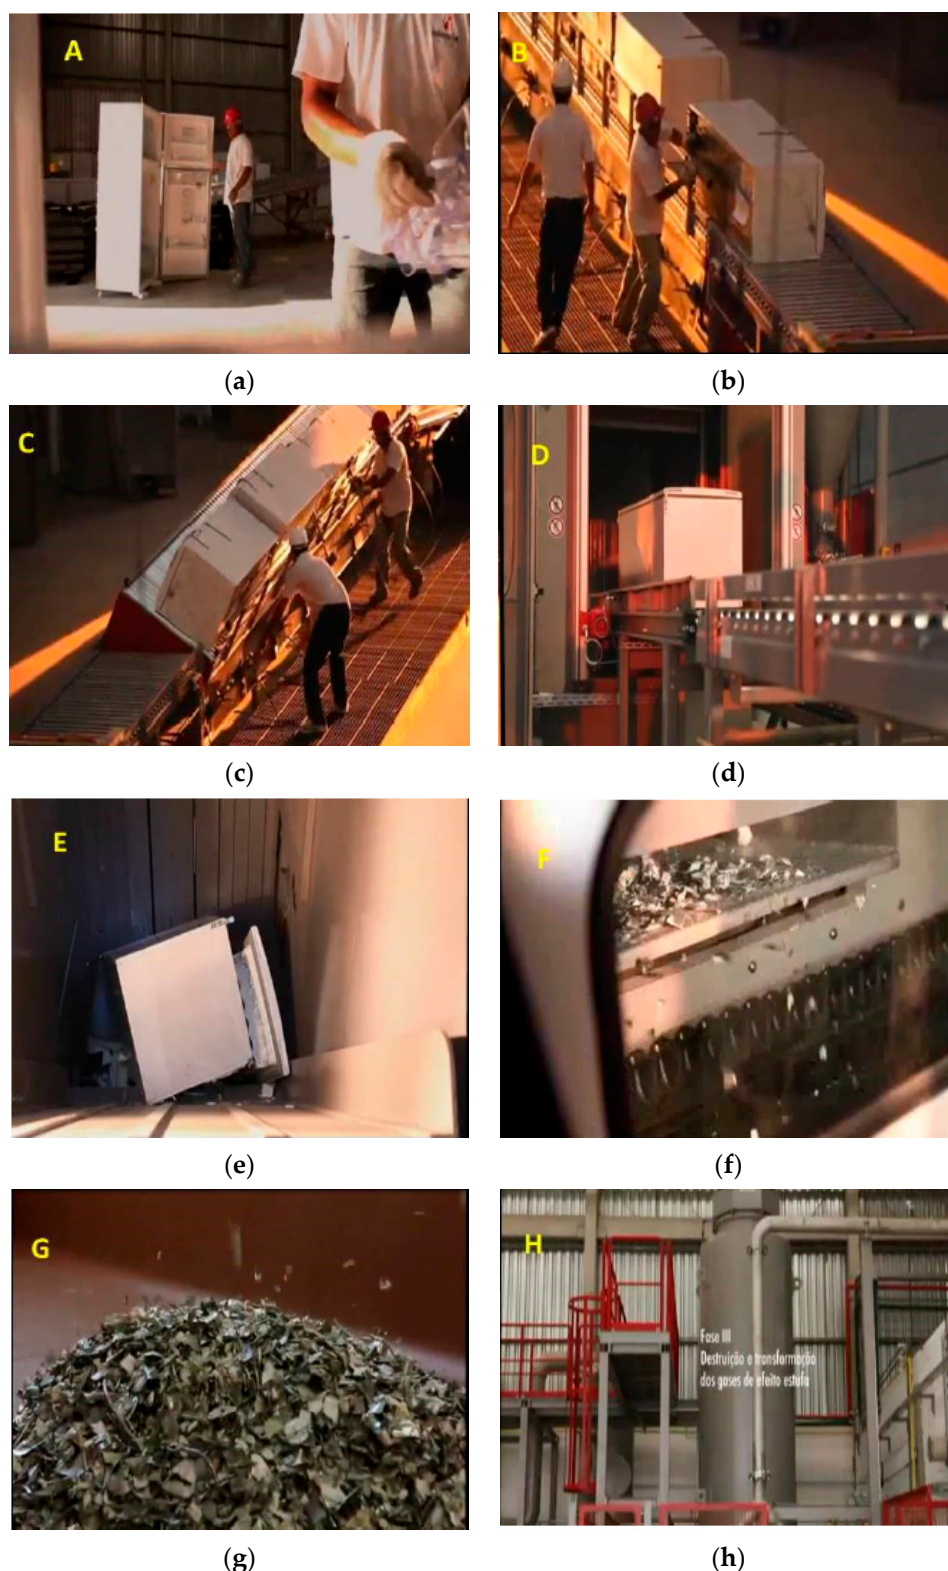 A
B
(a)
(b)
C
D
(c)
(d)
E
F
(e)
(f)
G
H
Fase III
Destruição e transformação
dos gases de efeito estufa
(g)
(h)